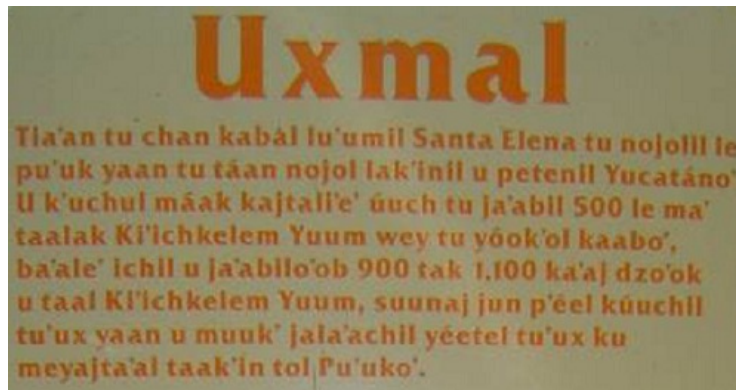 Uxmal
Tia'an tu chan kabal lu'umil Santa Elena tu nojolil le
pu'uk yaan tu táan nojol lak'inil u petenil Yucatáno'
U k'uchul máak kajtali'e' úuch tu ja'abil 500 le ma'
taalak Ki'ichkelem Yuum wey tu yóok'ol kaabo',
ba'ale' ichil u ja'abilo'ob 900 tak 1,100 ka'aj dzo'ok
u taal Ki'ichkelem Yuum, suunaj jun p'éel kúuchil
tu'ux yaan u muuk' jala'achil yéetel tu'ux ku
meyajta'al taak'in tol Pu'uko'.